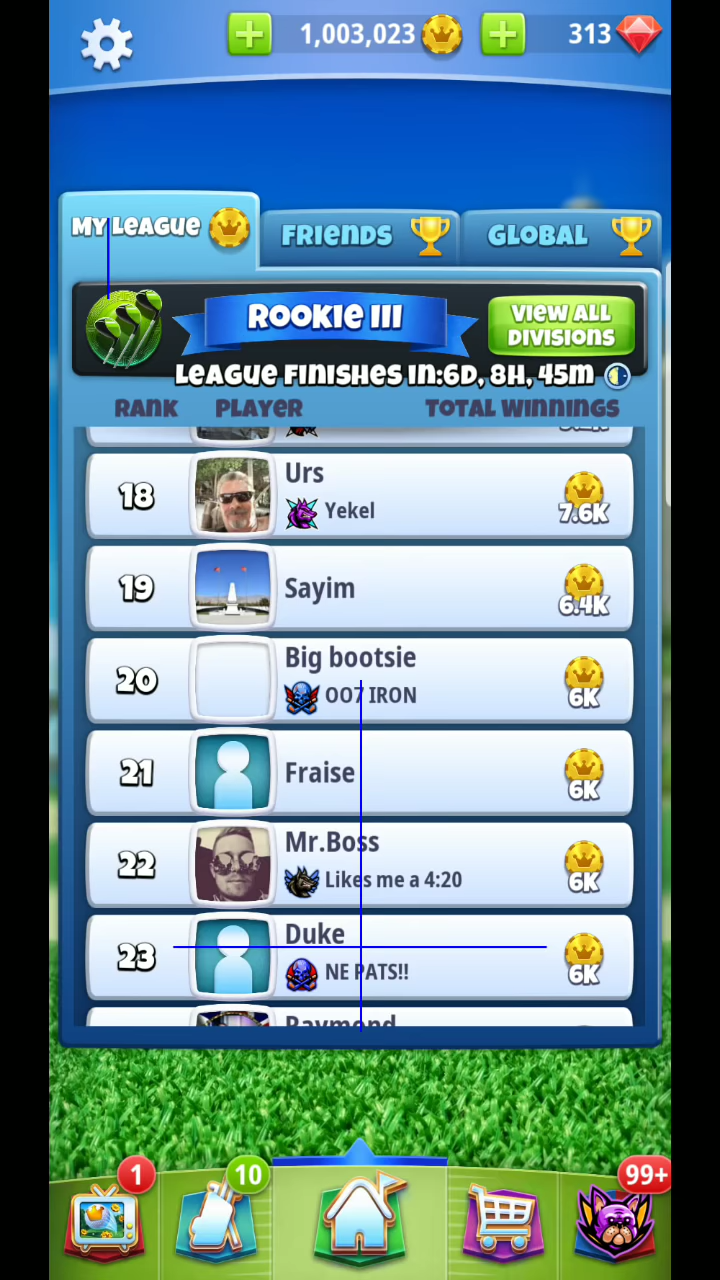 1,003,023
313
MY LEAGUE
FRIENDS
GLOBAL
ROOKIE III
VIEW ALL
DIVISIONS
LEAGUE FINISHES IN:6D, 8H, 45M
RANK PLAYER TOTAL WINNINGS
18 Urs
Yekel
7.6K
19 Sayim
6.4K
20 Big bootsie
OO7 IRON
6K
21 Fraise
6K
22 Mr.Boss
Likes me a 4:20
6K
23 Duke
NE PATS!!
6K
Raymond
1
10
99+